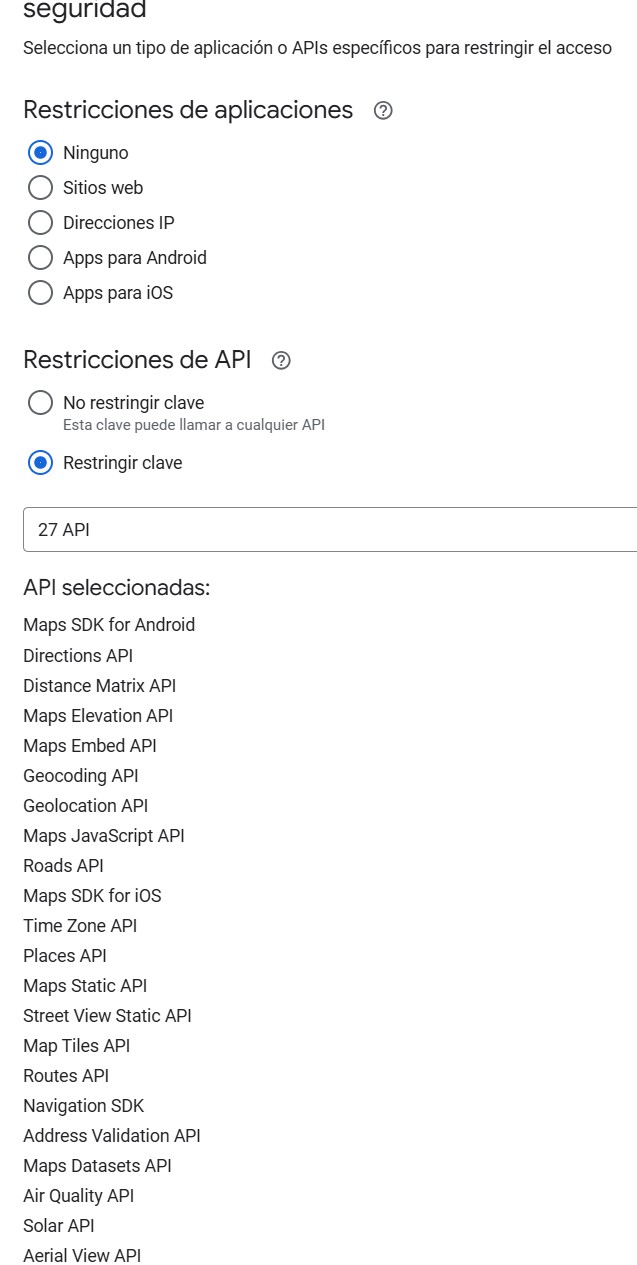 seguridad
Selecciona un tipo de aplicación o APIs específicos para restringir el acceso
Restricciones de aplicaciones
Ninguno
Sitios web
Direcciones IP
Apps para Android
Apps para iOS
Restricciones de API
No restringir clave
Esta clave puede llamar a cualquier API
Restringir clave
27 API
API seleccionadas:
Maps SDK for Android
Directions API
Distance Matrix API
Maps Elevation API
Maps Embed API
Geocoding API
Geolocation API
Maps JavaScript API
Roads API
Maps SDK for iOS
Time Zone API
Places API
Maps Static API
Street View Static API
Map Tiles API
Routes API
Navigation SDK
Address Validation API
Maps Datasets API
Air Quality API
Solar API
Aerial View API